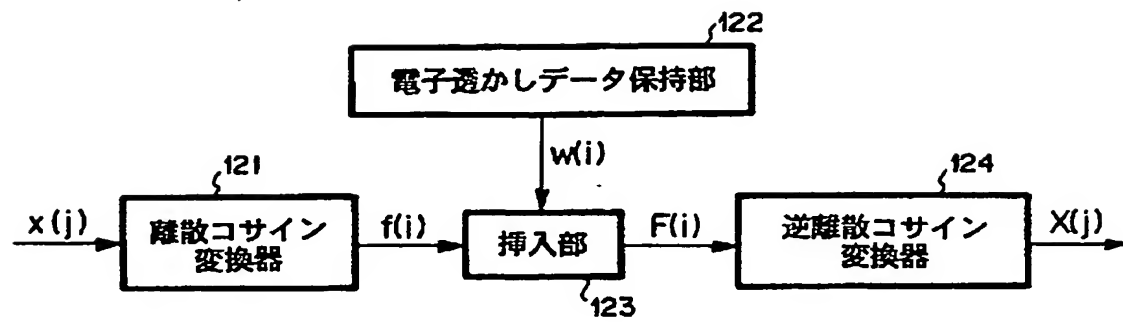 122
電子透かしデータ保持部
w(i)
121
124
x(j)
離散コサイン
変換器
f(i)
挿入部
F(i)
逆離散コサイン
変換器
X(j)
123